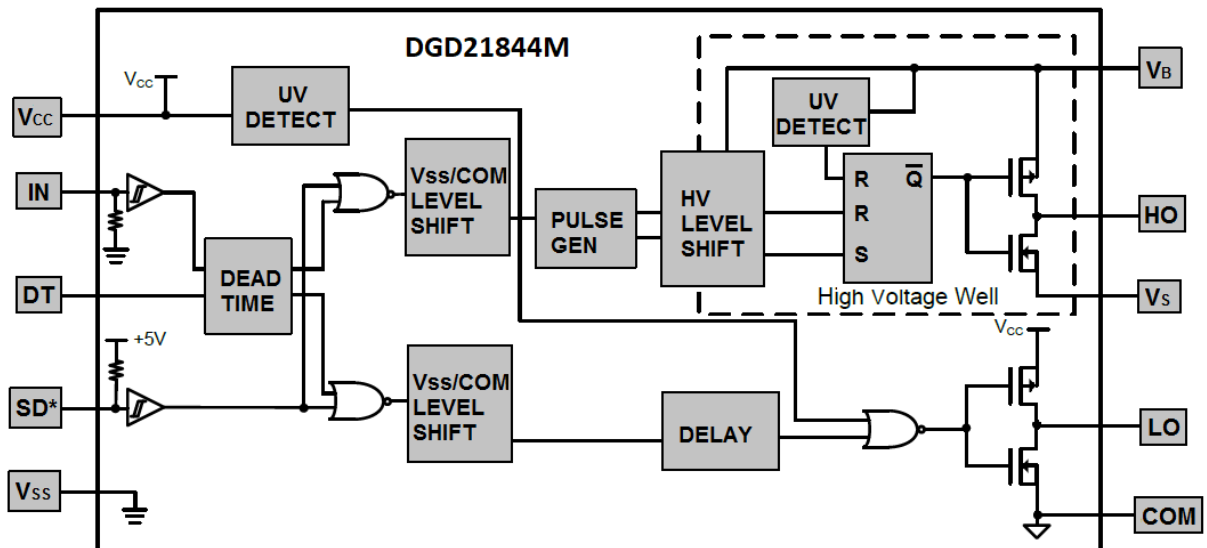 DGD21844M
VCC
VCC
UV
DETECT
VB
UV
DETECT
IN
Vss/COM
LEVEL
SHIFT
PULSE
GEN
HV
LEVEL
SHIFT
R
Q
R
S
HO
DEAD
TIME
DT
High Voltage Well
VS
VCC
+5V
SD*
Vss/COM
LEVEL
SHIFT
DELAY
LO
VSS
COM